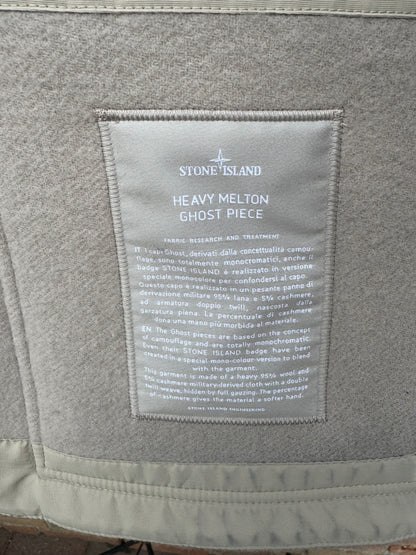 STONE ISLAND
HEAVY MELTON
GHOST PIECE
FABRIC RESEARCH AND TREATMENT
IT I capi Ghost, derivati dalla concettualità camou-
flage, sono totalmente monocromatici, anche il
badge STONE ISLAND è realizzato in versione
speciale monocolore per confondersi al capo.
Questo capo è realizzato in un pesante panno di
derivazione militare 95% lana e 5% cashmere,
ad armatura doppio twill, nascosta dalla
garzatura piena. La percentuale di cashmere
dona una mano più morbida al materiale.
EN The Ghost pieces are based on the concept
of camouflage and are totally monochromatic.
Even their STONE ISLAND badge have been
created in a special mono-colour version to blend
with the garment.
This garment is made of a heavy 95% wool and
5% cashmere military-derived cloth with a double
twill weave, hidden by full gauzing. The percentage
of cashmere gives the material a softer hand.
STONE ISLAND ENGINEERING